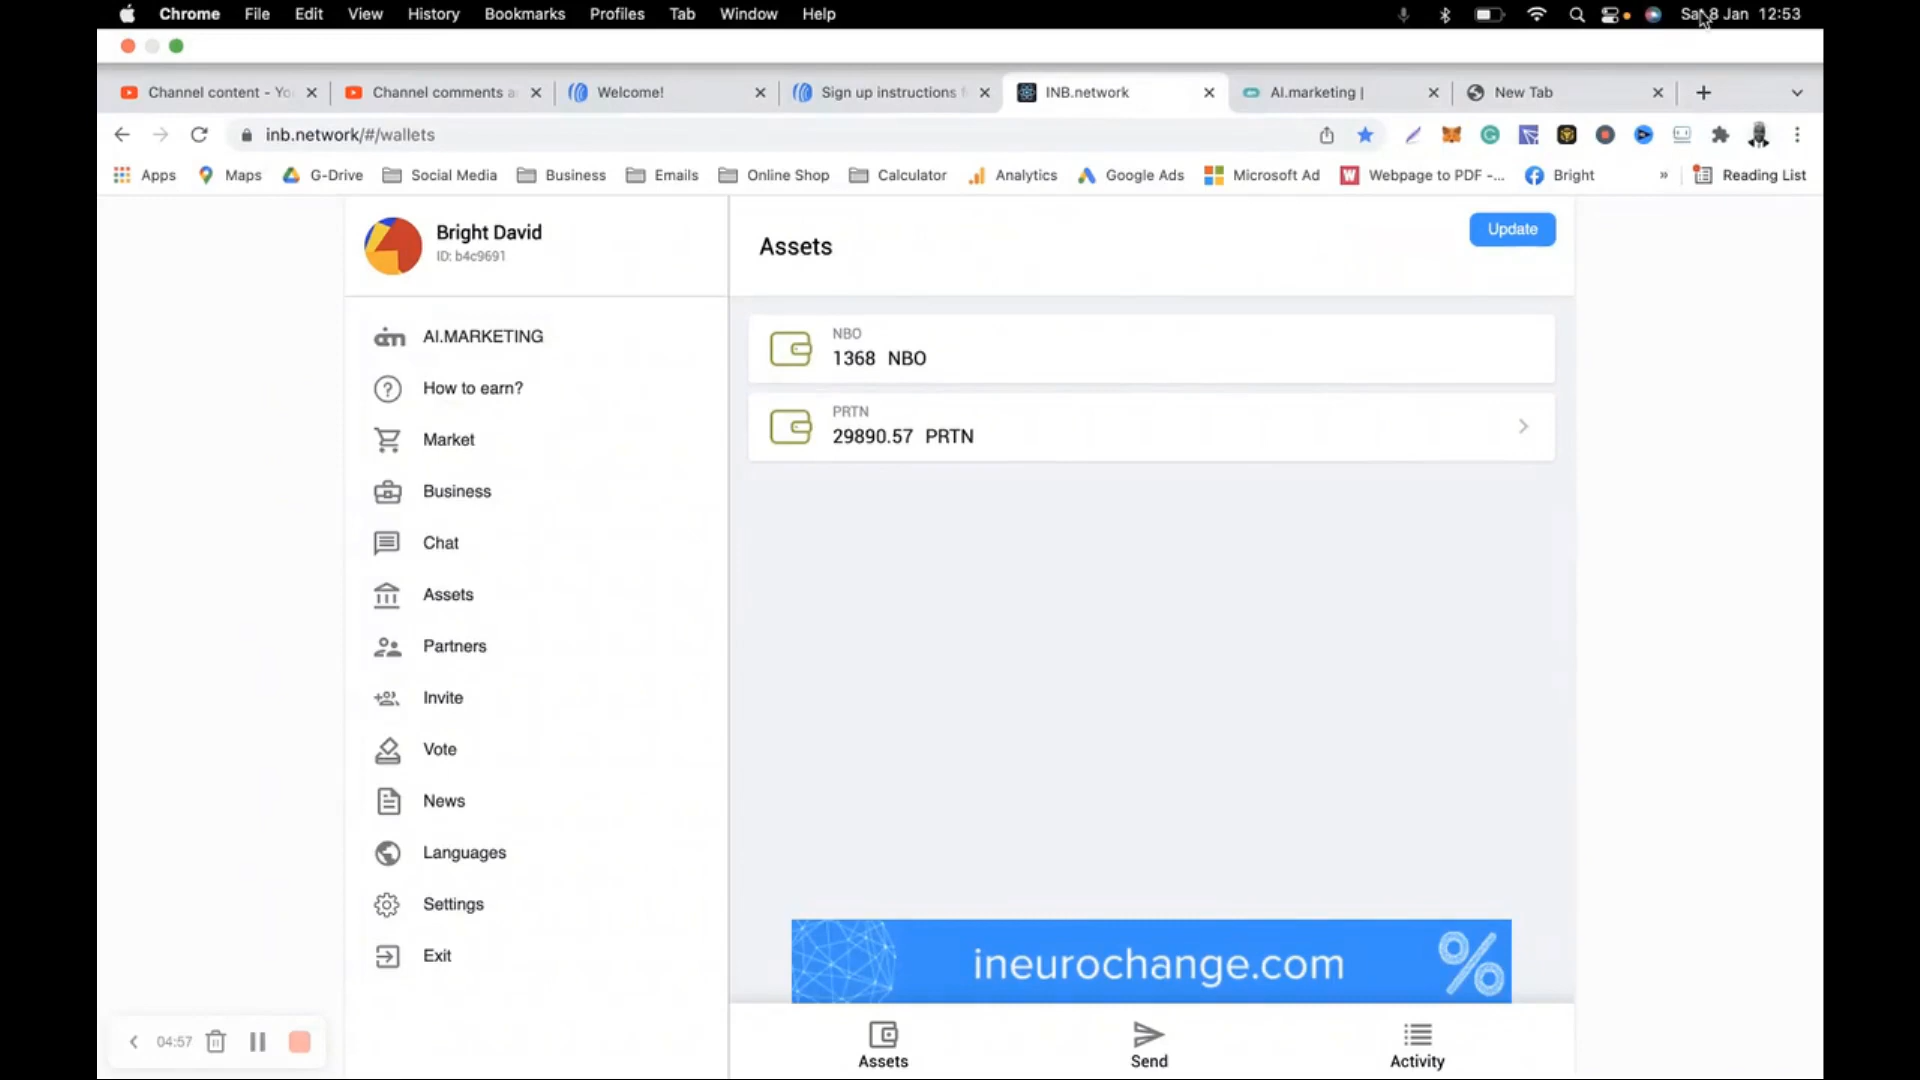 Chrome File Edit View History Bookmarks Profiles Tab Window Help
Sat 8 Jan 12:53
Channel content - Yo
Channel comments a
Welcome!
Sign up instructions f
INB.network
AI.marketing |
New Tab
inb.network/#/wallets
Apps Maps G-Drive Social Media Business Emails Online Shop Calculator Analytics Google Ads Microsoft Ad Webpage to PDF -... Bright » Reading List
Bright David
ID: b4c9691
Assets
Update
AI.MARKETING
How to earn?
Market
Business
Chat
Assets
Partners
Invite
Vote
News
Languages
Settings
Exit
NBO
1368 NBO
PRTN
29890.57 PRTN
ineurochange.com %
Assets
Send
Activity
04:57